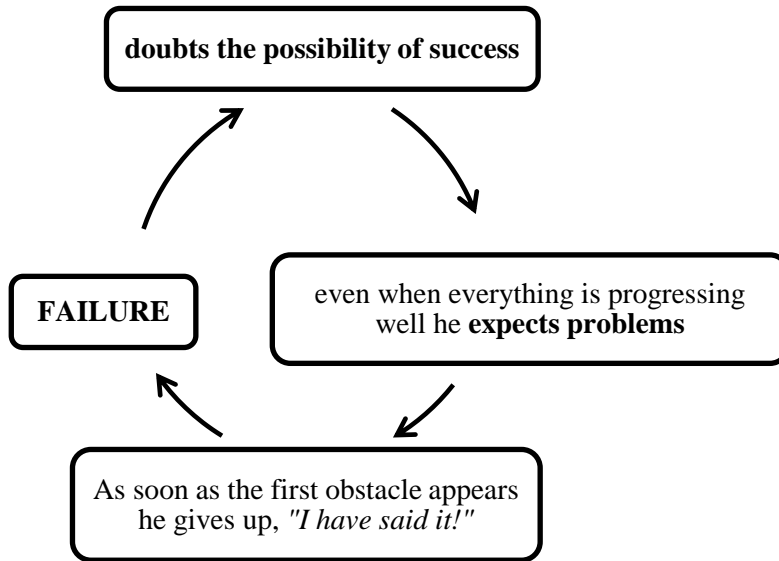 doubts the possibility of success
even when everything is progressing
well he expects problems
As soon as the first obstacle appears
he gives up, "I have said it!"
FAILURE